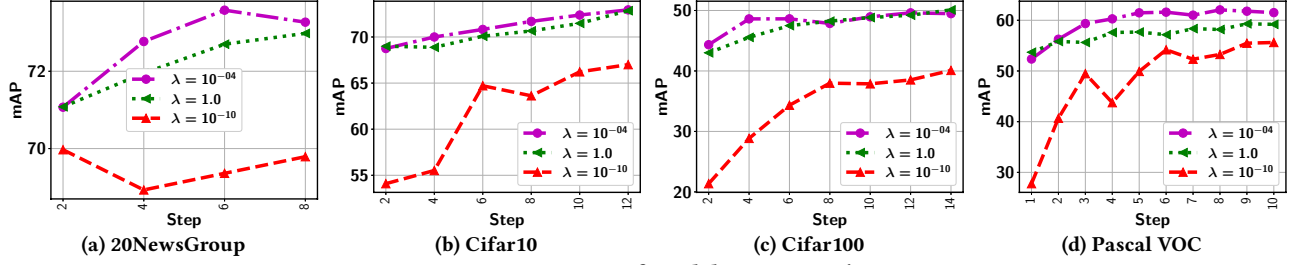 mAP
72
70
λ = 10⁻⁰⁴
λ = 1.0
λ = 10⁻¹⁰
2 4 6 8
Step
(a) 20NewsGroup
mAP
70
65
60
55
λ = 10⁻⁰⁴
λ = 1.0
λ = 10⁻¹⁰
2 4 6 8 10 12
Step
(b) Cifar10
mAP
50
40
30
20
λ = 10⁻⁰⁴
λ = 1.0
λ = 10⁻¹⁰
2 4 6 8 10 12 14
Step
(c) Cifar100
mAP
60
50
40
30
λ = 10⁻⁰⁴
λ = 1.0
λ = 10⁻¹⁰
1 2 3 4 5 6 7 8 9 10
Step
(d) Pascal VOC